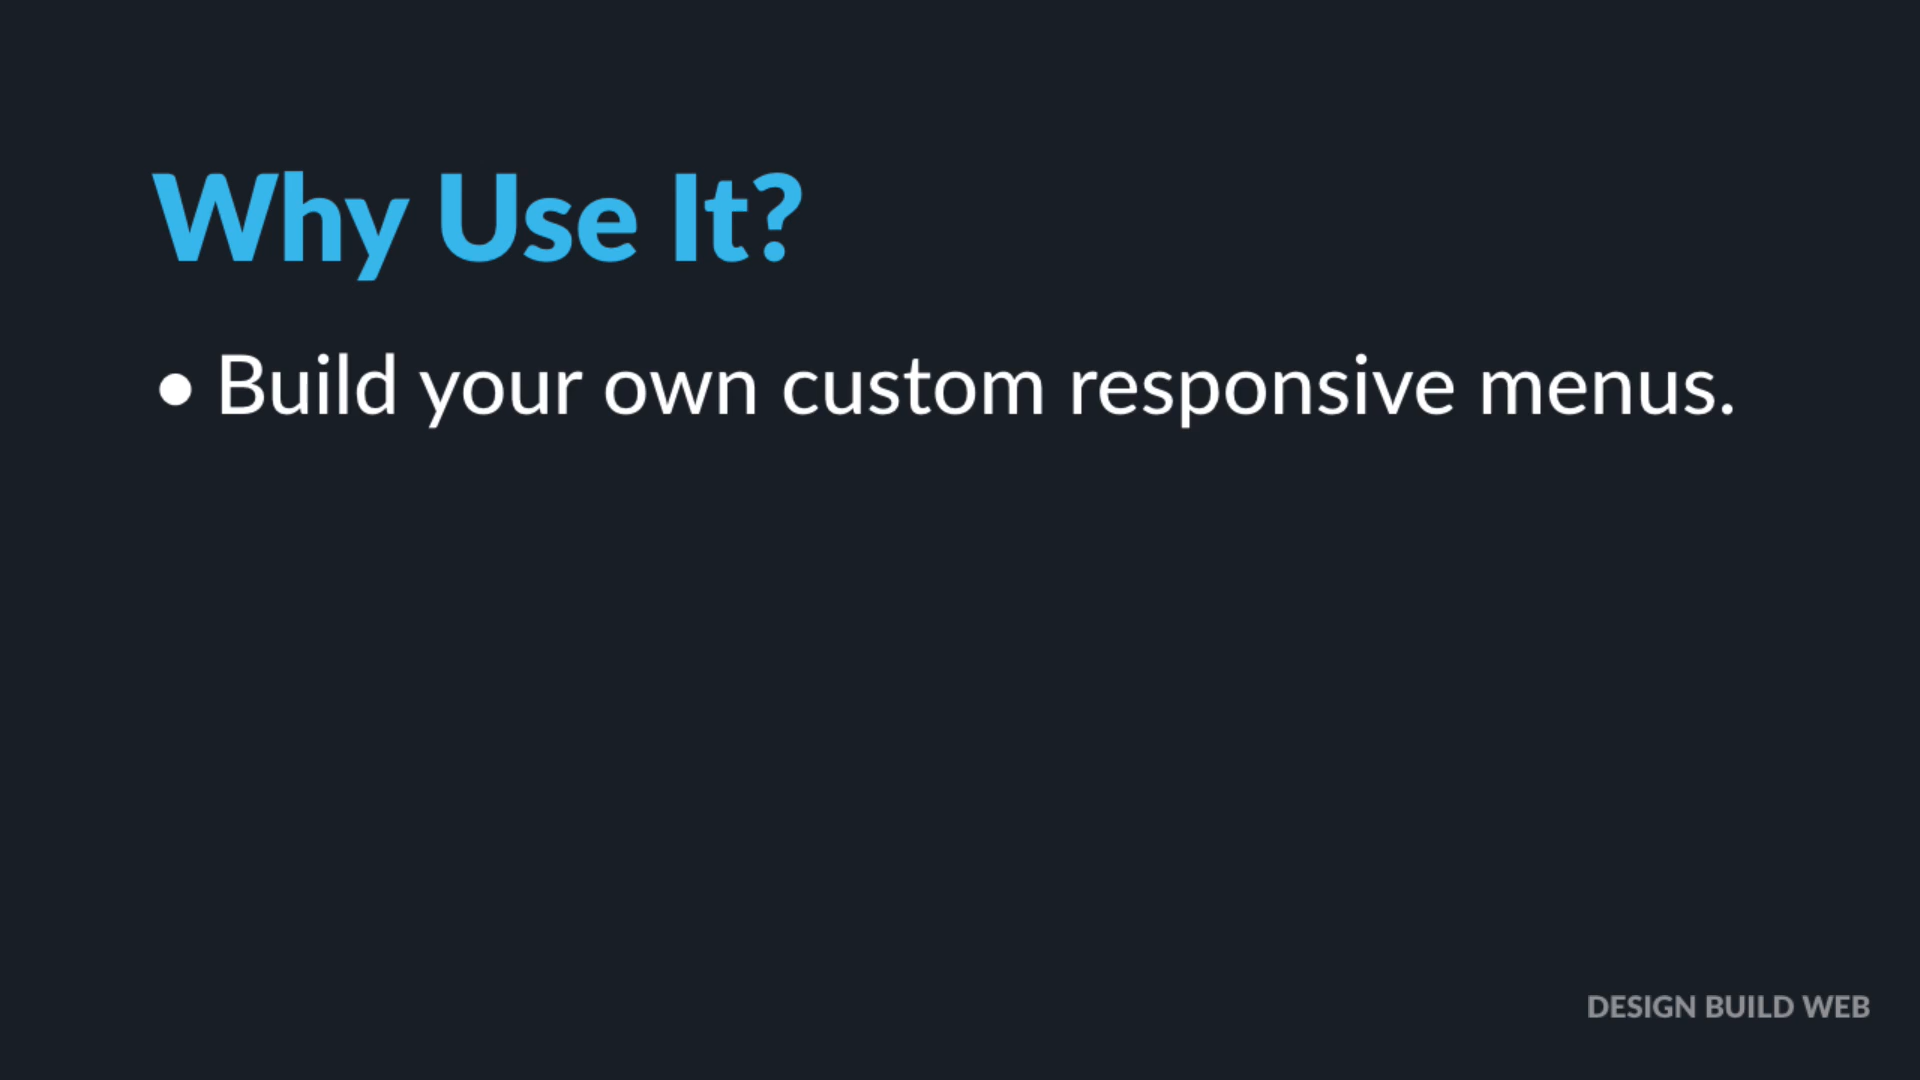 Why Use It?
• Build your own custom responsive menus.
DESIGN BUILD WEB